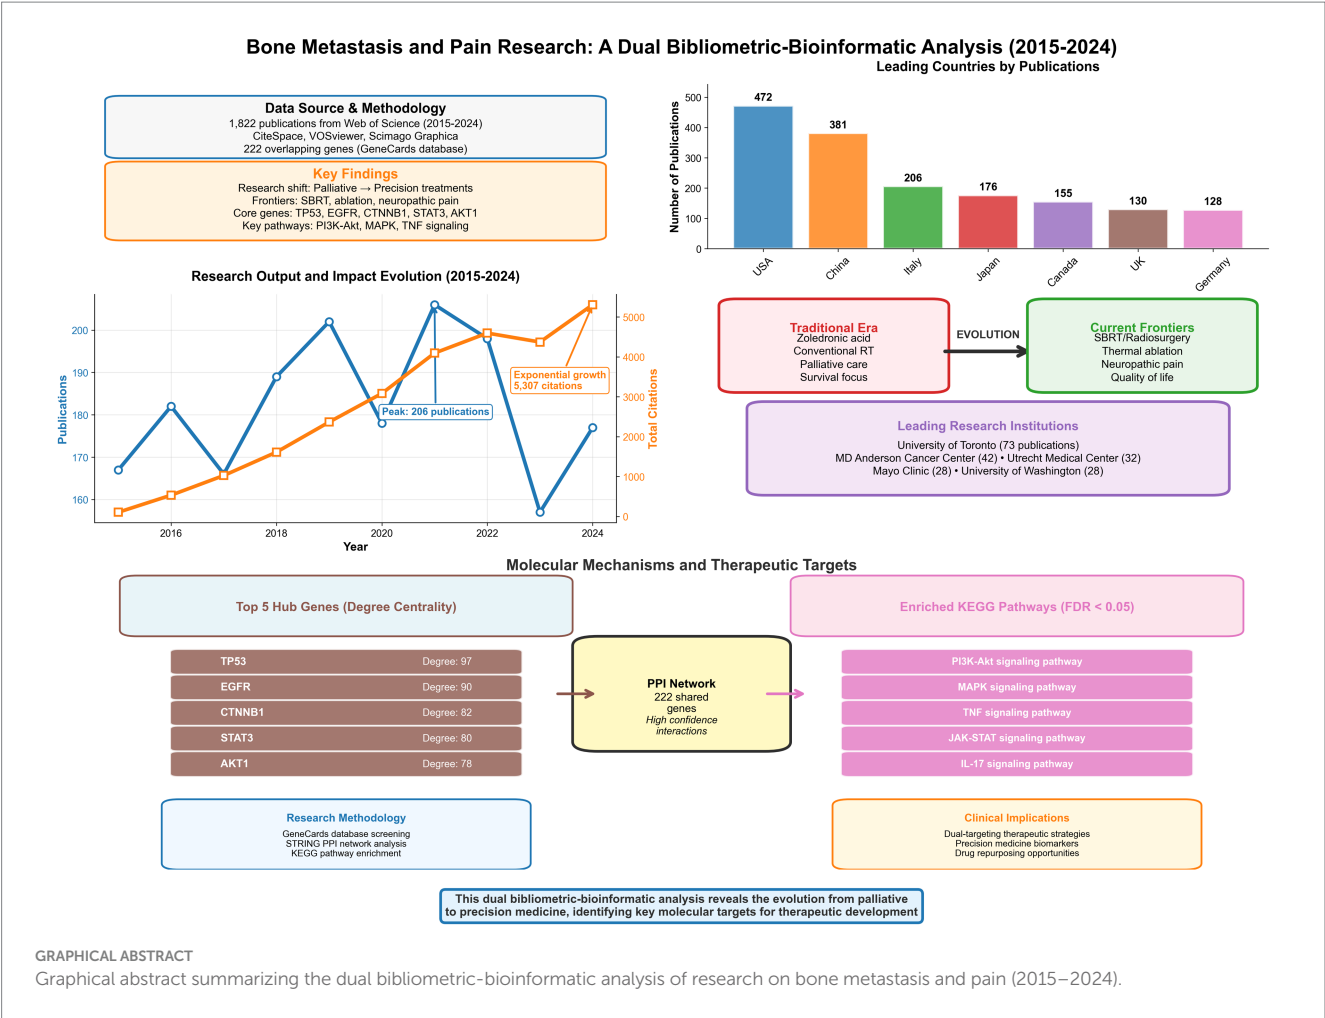 Bone Metastasis and Pain Research: A Dual Bibliometric-Bioinformatic Analysis (2015-2024)
Data Source & Methodology
1,822 publications from Web of Science (2015-2024)
CiteSpace, VOSviewer, Scimago Graphica
222 overlapping genes (GeneCards database)
Key Findings
Research shift: Palliative → Precision treatments
Frontiers: SBRT, ablation, neuropathic pain
Core genes: TP53, EGFR, CTNNB1, STAT3, AKT1
Key pathways: PI3K-Akt, MAPK, TNF signaling
Leading Countries by Publications
Number of Publications
500
400
300
200
100
0
472
381
206
176
155
130
128
USA
China
Italy
Japan
Canada
UK
Germany
Research Output and Impact Evolution (2015-2024)
Publications
200
190
180
170
160
Peak: 206 publications
Exponential growth
5,307 citations
5000
4000
3000
2000
1000
0
Total Citations
2016
2018
2020
2022
2024
Year
Traditional Era
Zoledronic acid
Conventional RT
Palliative care
Survival focus
EVOLUTION
Current Frontiers
SBRT/Radiosurgery
Thermal ablation
Neuropathic pain
Quality of life
Leading Research Institutions
University of Toronto (73 publications)
MD Anderson Cancer Center (42) • Utrecht Medical Center (32)
Mayo Clinic (28) • University of Washington (28)
Molecular Mechanisms and Therapeutic Targets
Top 5 Hub Genes (Degree Centrality)
TP53 Degree: 97
EGFR Degree: 90
CTNNB1 Degree: 82
STAT3 Degree: 80
AKT1 Degree: 78
PPI Network
222 shared
genes
High confidence
interactions
Enriched KEGG Pathways (FDR < 0.05)
PI3K-Akt signaling pathway
MAPK signaling pathway
TNF signaling pathway
JAK-STAT signaling pathway
IL-17 signaling pathway
Research Methodology
GeneCards database screening
STRING PPI network analysis
KEGG pathway enrichment
Clinical Implications
Dual-targeting therapeutic strategies
Precision medicine biomarkers
Drug repurposing opportunities
This dual bibliometric-bioinformatic analysis reveals the evolution from palliative
to precision medicine, identifying key molecular targets for therapeutic development
GRAPHICAL ABSTRACT
Graphical abstract summarizing the dual bibliometric-bioinformatic analysis of research on bone metastasis and pain (2015–2024).